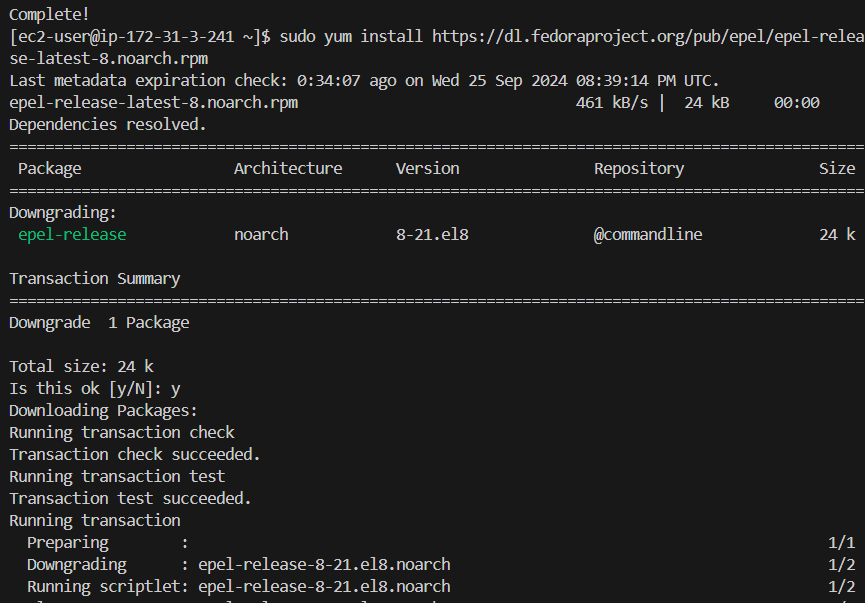 Complete!
[ec2-user@ip-172-31-3-241 ~]$ sudo yum install https://dl.fedoraproject.org/pub/epel/epel-relea
se-latest-8.noarch.rpm
Last metadata expiration check: 0:34:07 ago on Wed 25 Sep 2024 08:39:14 PM UTC.
epel-release-latest-8.noarch.rpm 461 kB/s | 24 kB 00:00
Dependencies resolved.
================================================================================================
Package Architecture Version Repository Size
================================================================================================
Downgrading:
epel-release noarch 8-21.el8 @commandline 24 k
Transaction Summary
================================================================================================
Downgrade 1 Package
Total size: 24 k
Is this ok [y/N]: y
Downloading Packages:
Running transaction check
Transaction check succeeded.
Running transaction test
Transaction test succeeded.
Running transaction
Preparing : 1/1
Downgrading : epel-release-8-21.el8.noarch 1/2
Running scriptlet: epel-release-8-21.el8.noarch 1/2